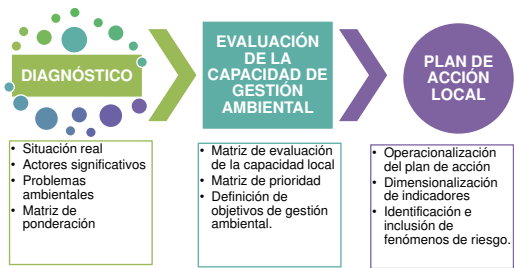 DIAGNÓSTICO
• Situación real
• Actores significativos
• Problemas
ambientales
• Matriz de
ponderación
EVALUACIÓN
DE LA
CAPACIDAD DE
GESTIÓN
AMBIENTAL
• Matriz de evaluación
de la capacidad local
• Matriz de prioridad
• Definición de
objetivos de gestión
ambiental.
PLAN DE
ACCIÓN
LOCAL
• Operacionalización
del plan de acción
• Dimensionalización
de indicadores
• Identificación e
inclusión de
fenómenos de riesgo.